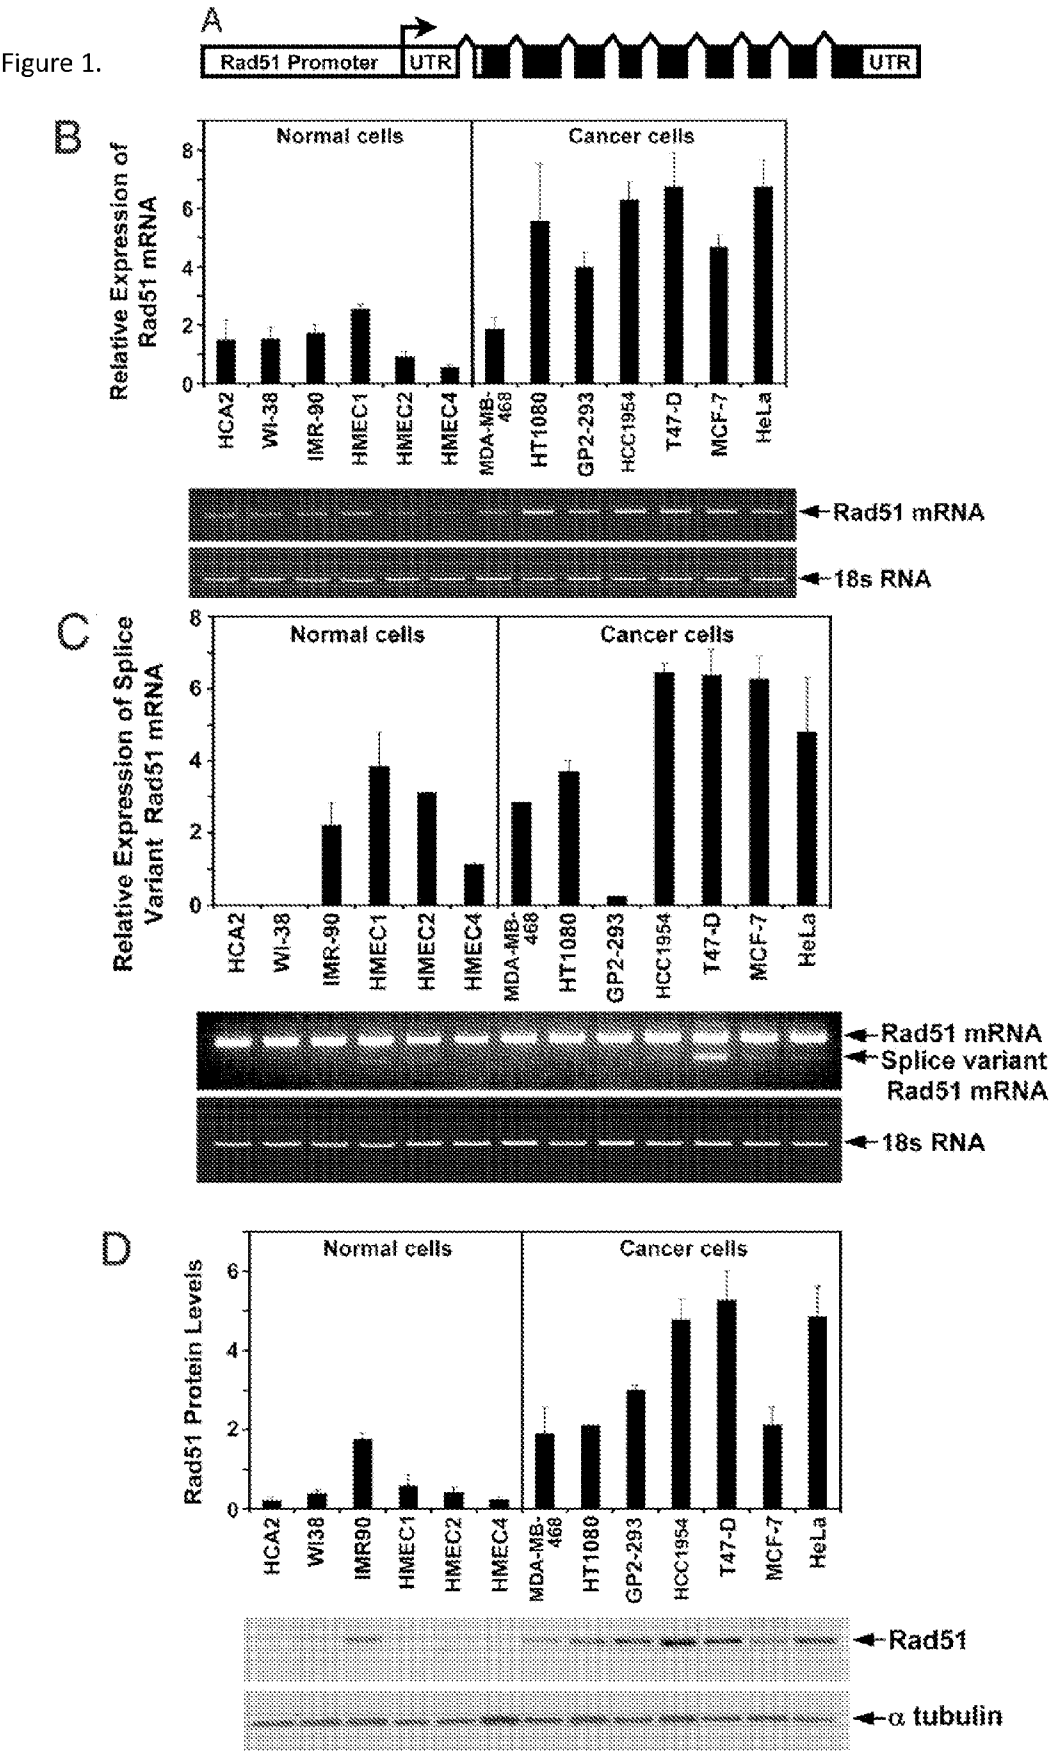 A
Figure 1.
Rad51 Promoter UTR UTR
B
Normal cells Cancer cells
Relative Expression of
Rad51 mRNA
8
6
4
2
0
HCA2 WI-38 IMR-90 HMEC1 HMEC2 HMEC4 MDA-MB-468 HT1080 GP2-293 HCC1954 T47-D MCF-7 HeLa
Rad51 mRNA
18s RNA
C
Normal cells Cancer cells
Relative Expression of Splice
Variant Rad51 mRNA
8
6
4
2
0
HCA2 WI-38 IMR-90 HMEC1 HMEC2 HMEC4 MDA-MB-468 HT1080 GP2-293 HCC1954 T47-D MCF-7 HeLa
Rad51 mRNA
Splice variant
Rad51 mRNA
18s RNA
D
Normal cells Cancer cells
Rad51 Protein Levels
6
4
2
0
HCA2 WI38 IMR90 HMEC1 HMEC2 HMEC4 MDA-MB-468 HT1080 GP2-293 HCC1954 T47-D MCF-7 HeLa
Rad51
α tubulin